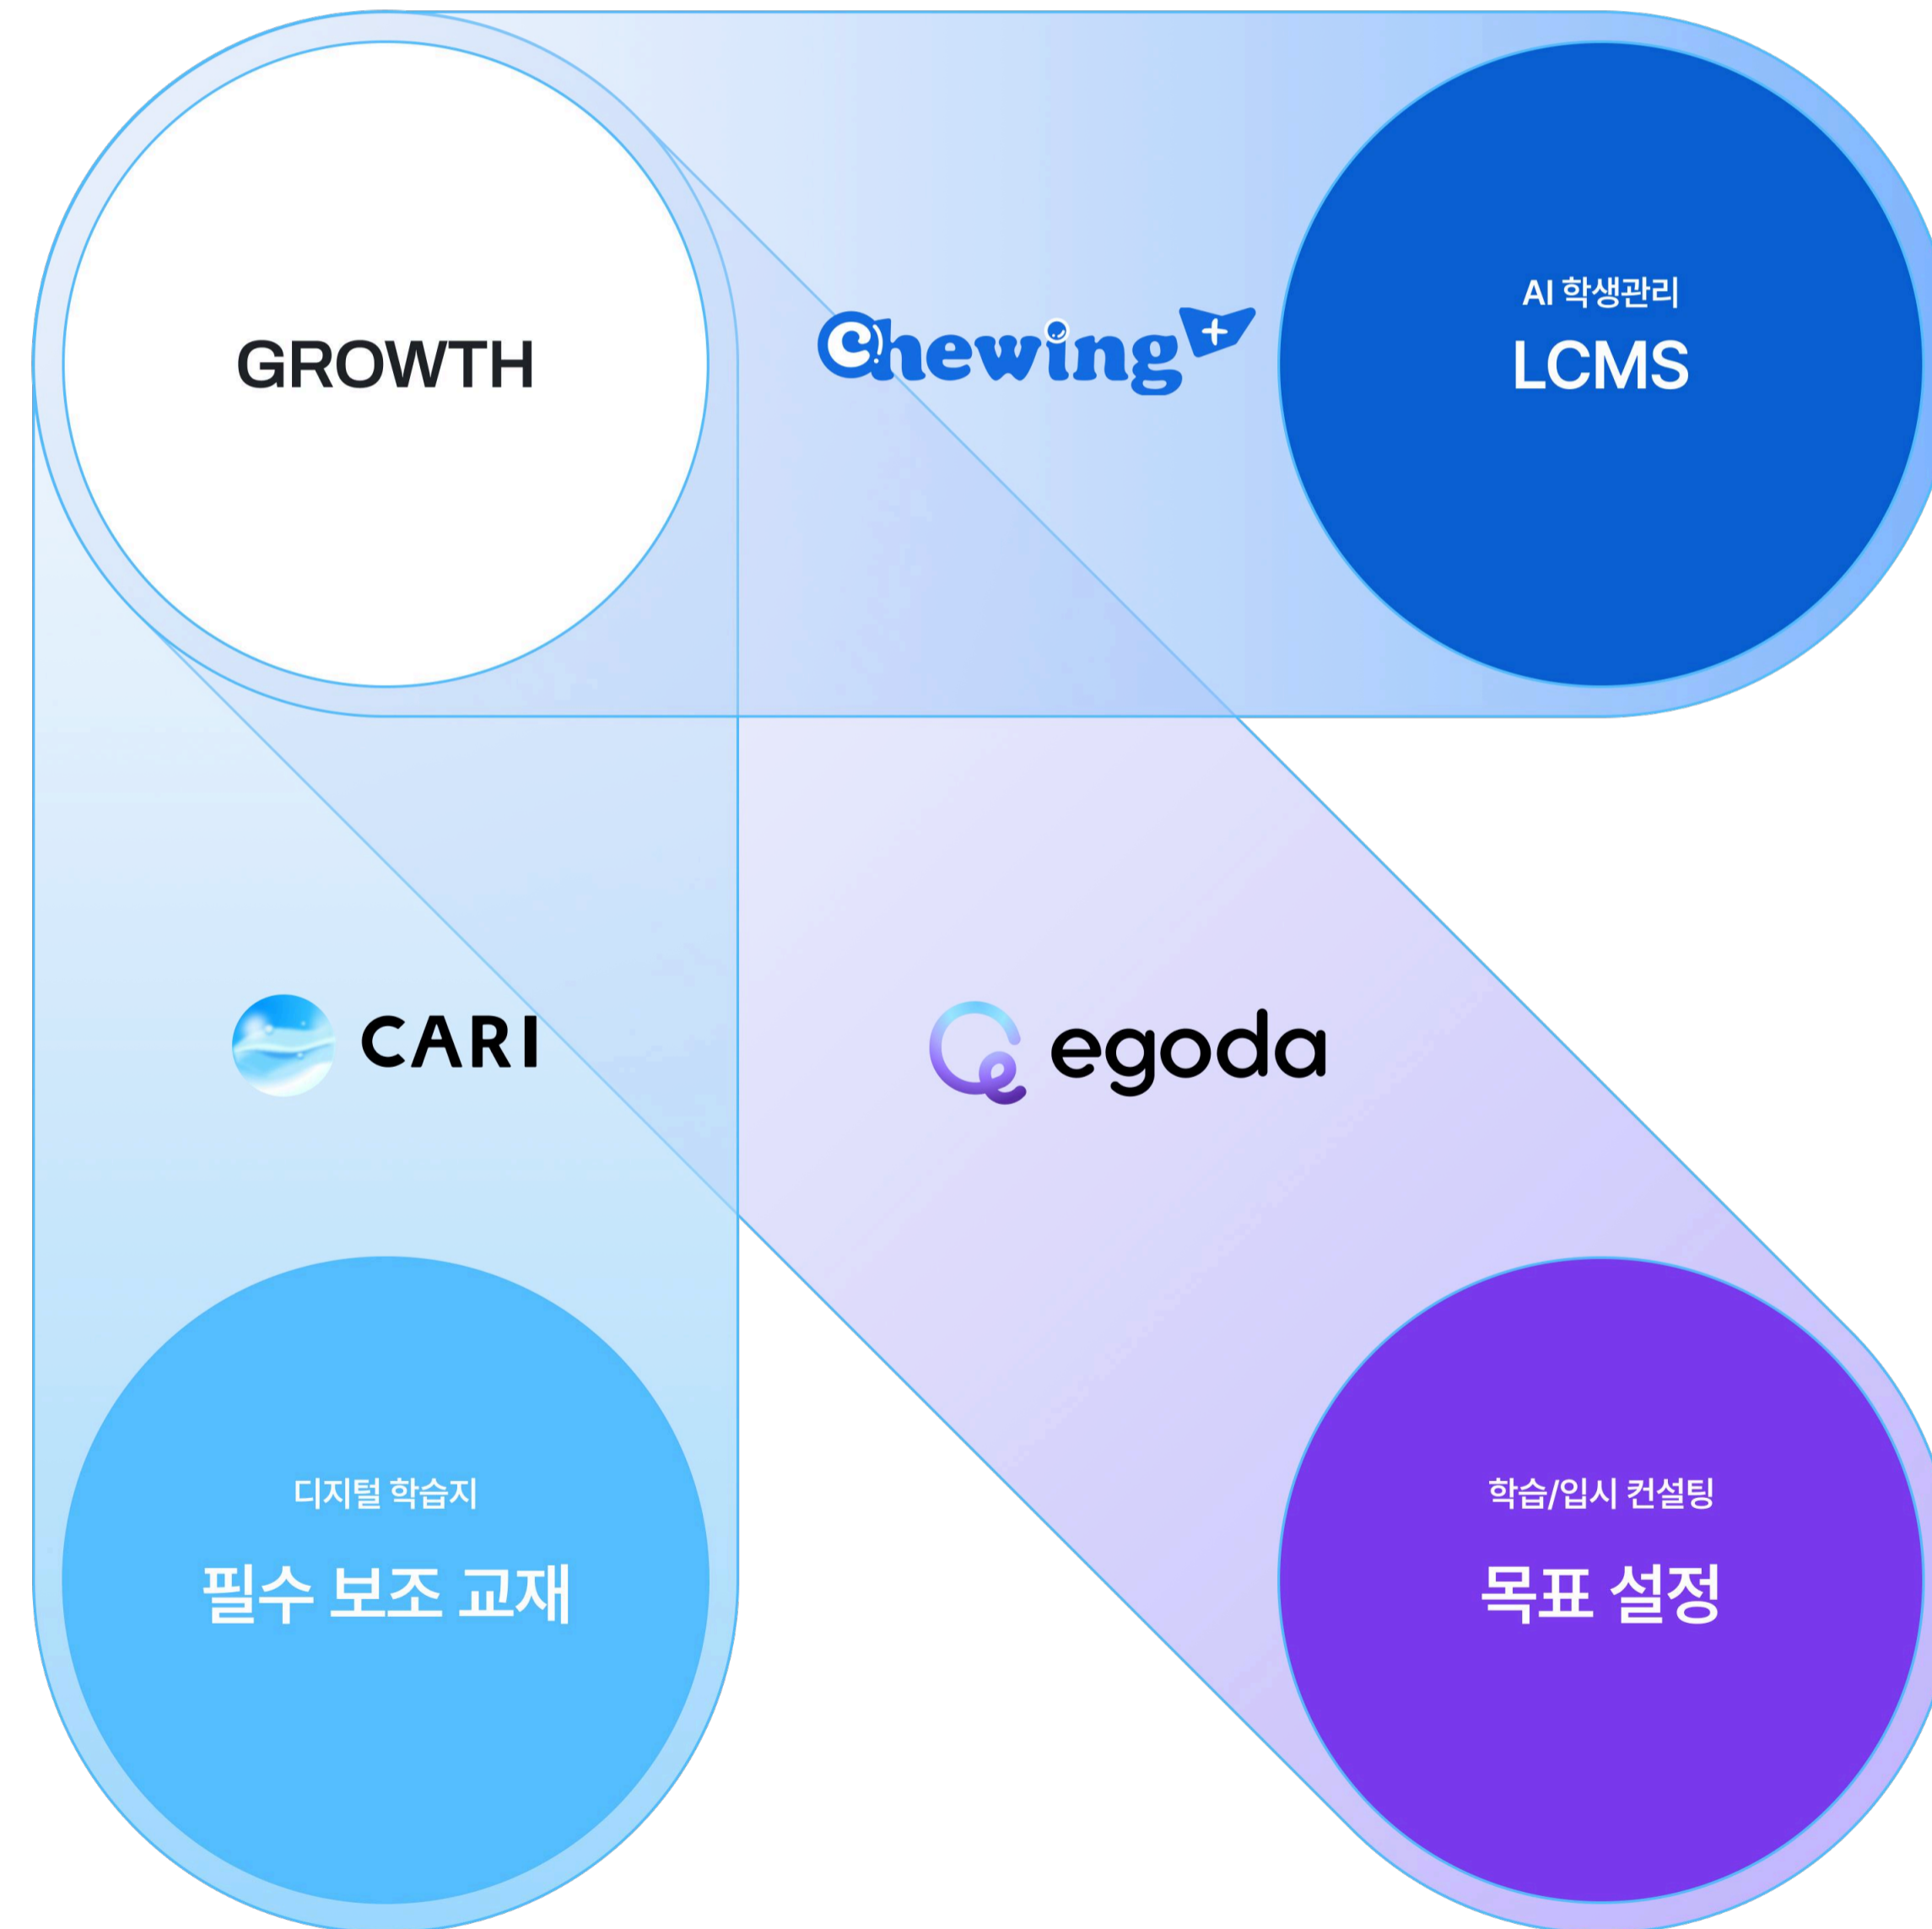 GROWTH
Chewing+
AI 학생관리
LCMS
CARI
egoda
디지털 학습지
필수 보조 교재
학습/입시 컨설팅
목표 설정